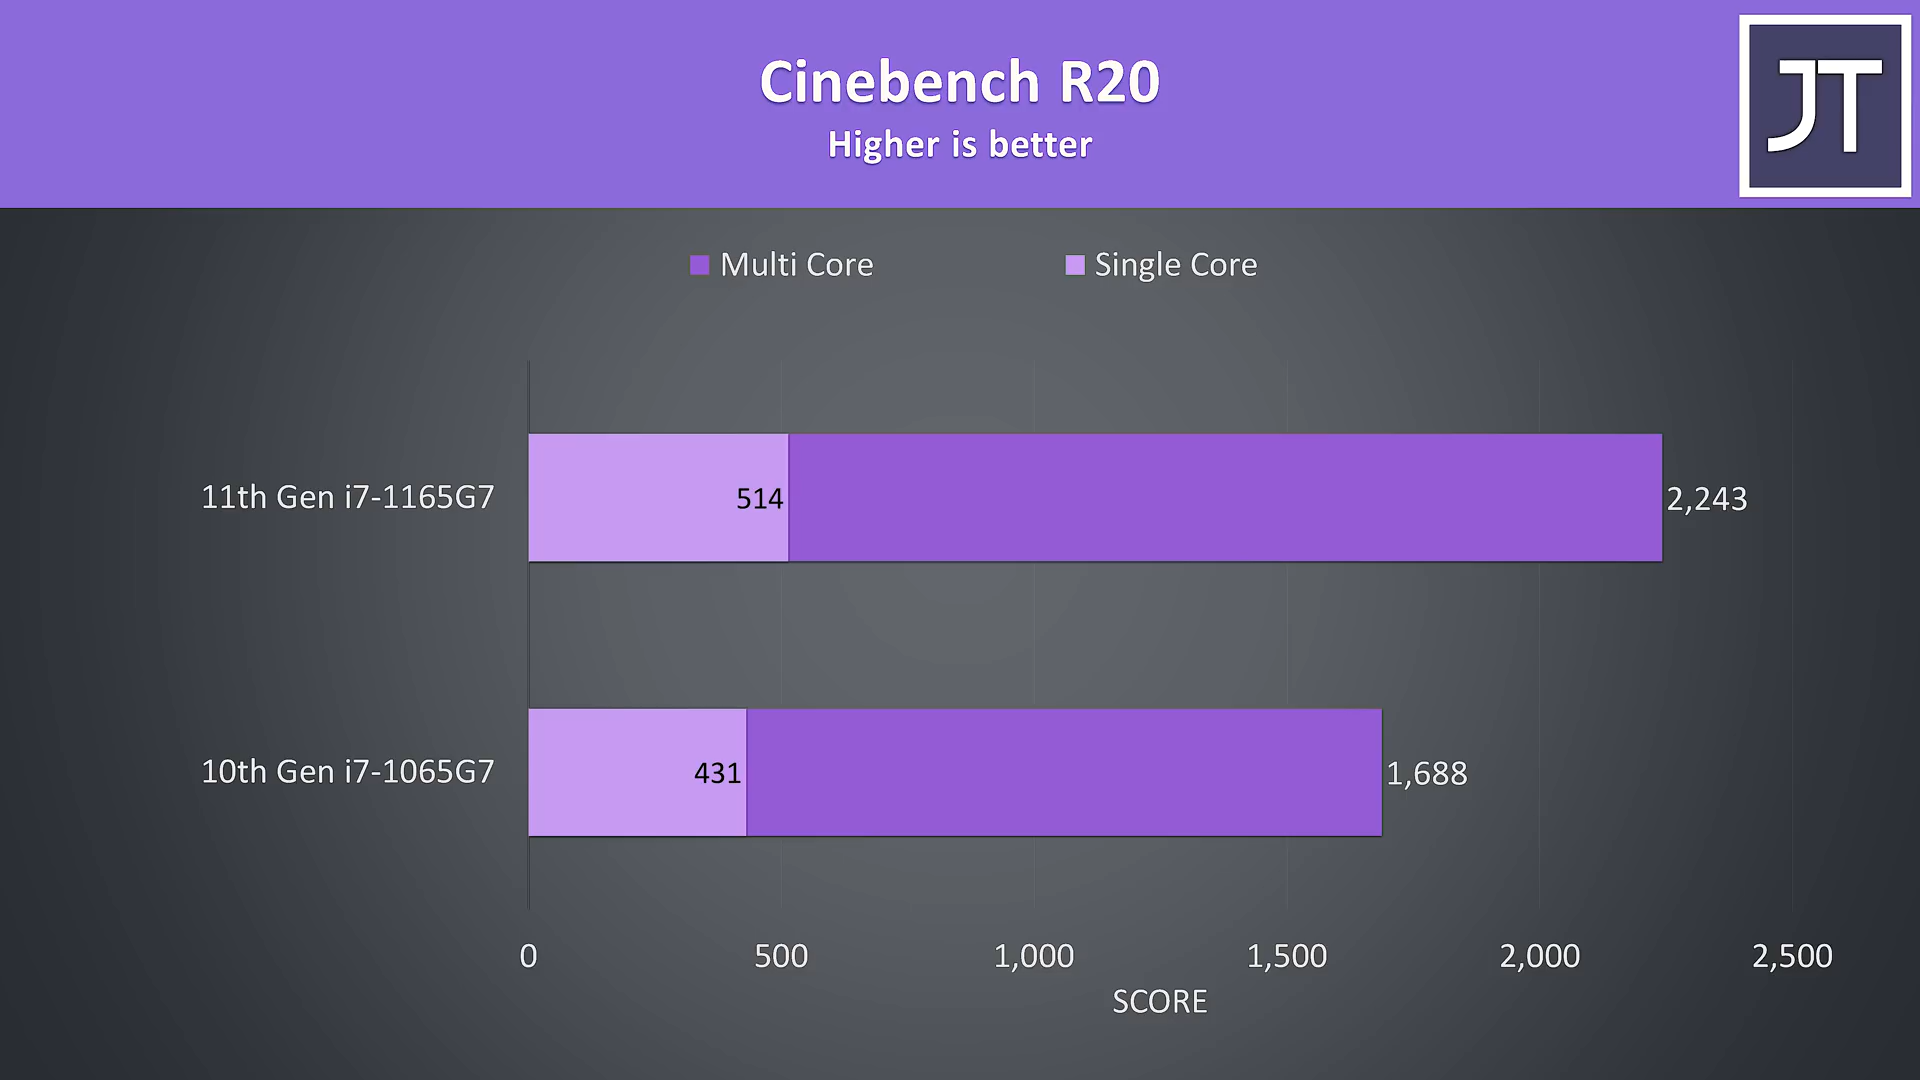 Cinebench R20
Higher is better
JT
Multi Core
Single Core
11th Gen i7-1165G7
514
2,243
10th Gen i7-1065G7
431
1,688
0
500
1,000
1,500
2,000
2,500
SCORE